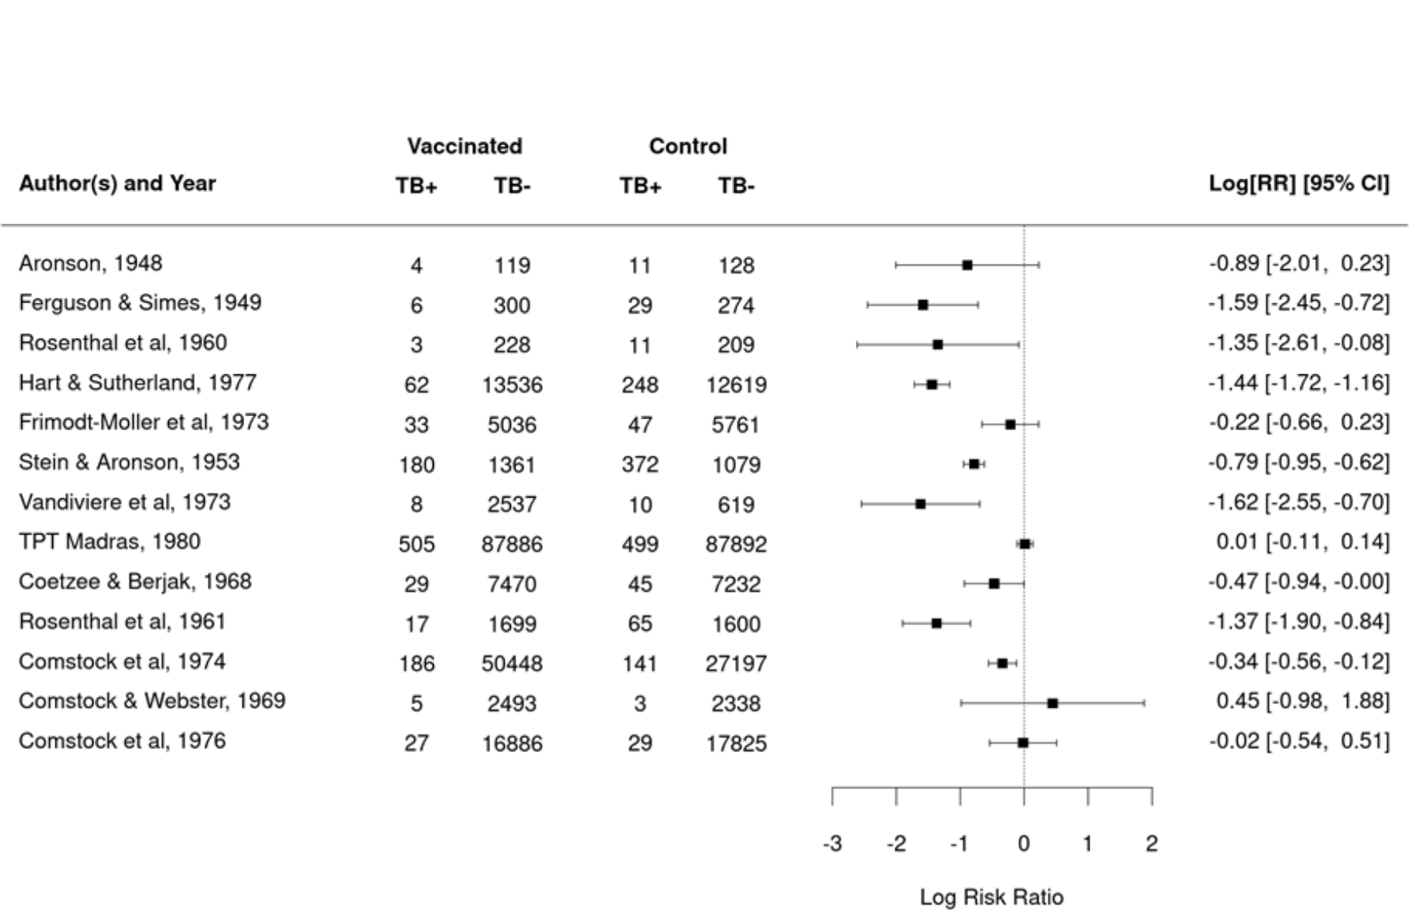 Vaccinated Control
Author(s) and Year TB+ TB- TB+ TB- Log[RR] [95% CI]
Aronson, 1948 4 119 11 128 -0.89 [-2.01, 0.23]
Ferguson & Simes, 1949 6 300 29 274 -1.59 [-2.45, -0.72]
Rosenthal et al, 1960 3 228 11 209 -1.35 [-2.61, -0.08]
Hart & Sutherland, 1977 62 13536 248 12619 -1.44 [-1.72, -1.16]
Frimodt-Moller et al, 1973 33 5036 47 5761 -0.22 [-0.66, 0.23]
Stein & Aronson, 1953 180 1361 372 1079 -0.79 [-0.95, -0.62]
Vandiviere et al, 1973 8 2537 10 619 -1.62 [-2.55, -0.70]
TPT Madras, 1980 505 87886 499 87892 0.01 [-0.11, 0.14]
Coetzee & Berjak, 1968 29 7470 45 7232 -0.47 [-0.94, -0.00]
Rosenthal et al, 1961 17 1699 65 1600 -1.37 [-1.90, -0.84]
Comstock et al, 1974 186 50448 141 27197 -0.34 [-0.56, -0.12]
Comstock & Webster, 1969 5 2493 3 2338 0.45 [-0.98, 1.88]
Comstock et al, 1976 27 16886 29 17825 -0.02 [-0.54, 0.51]
-3 -2 -1 0 1 2
Log Risk Ratio